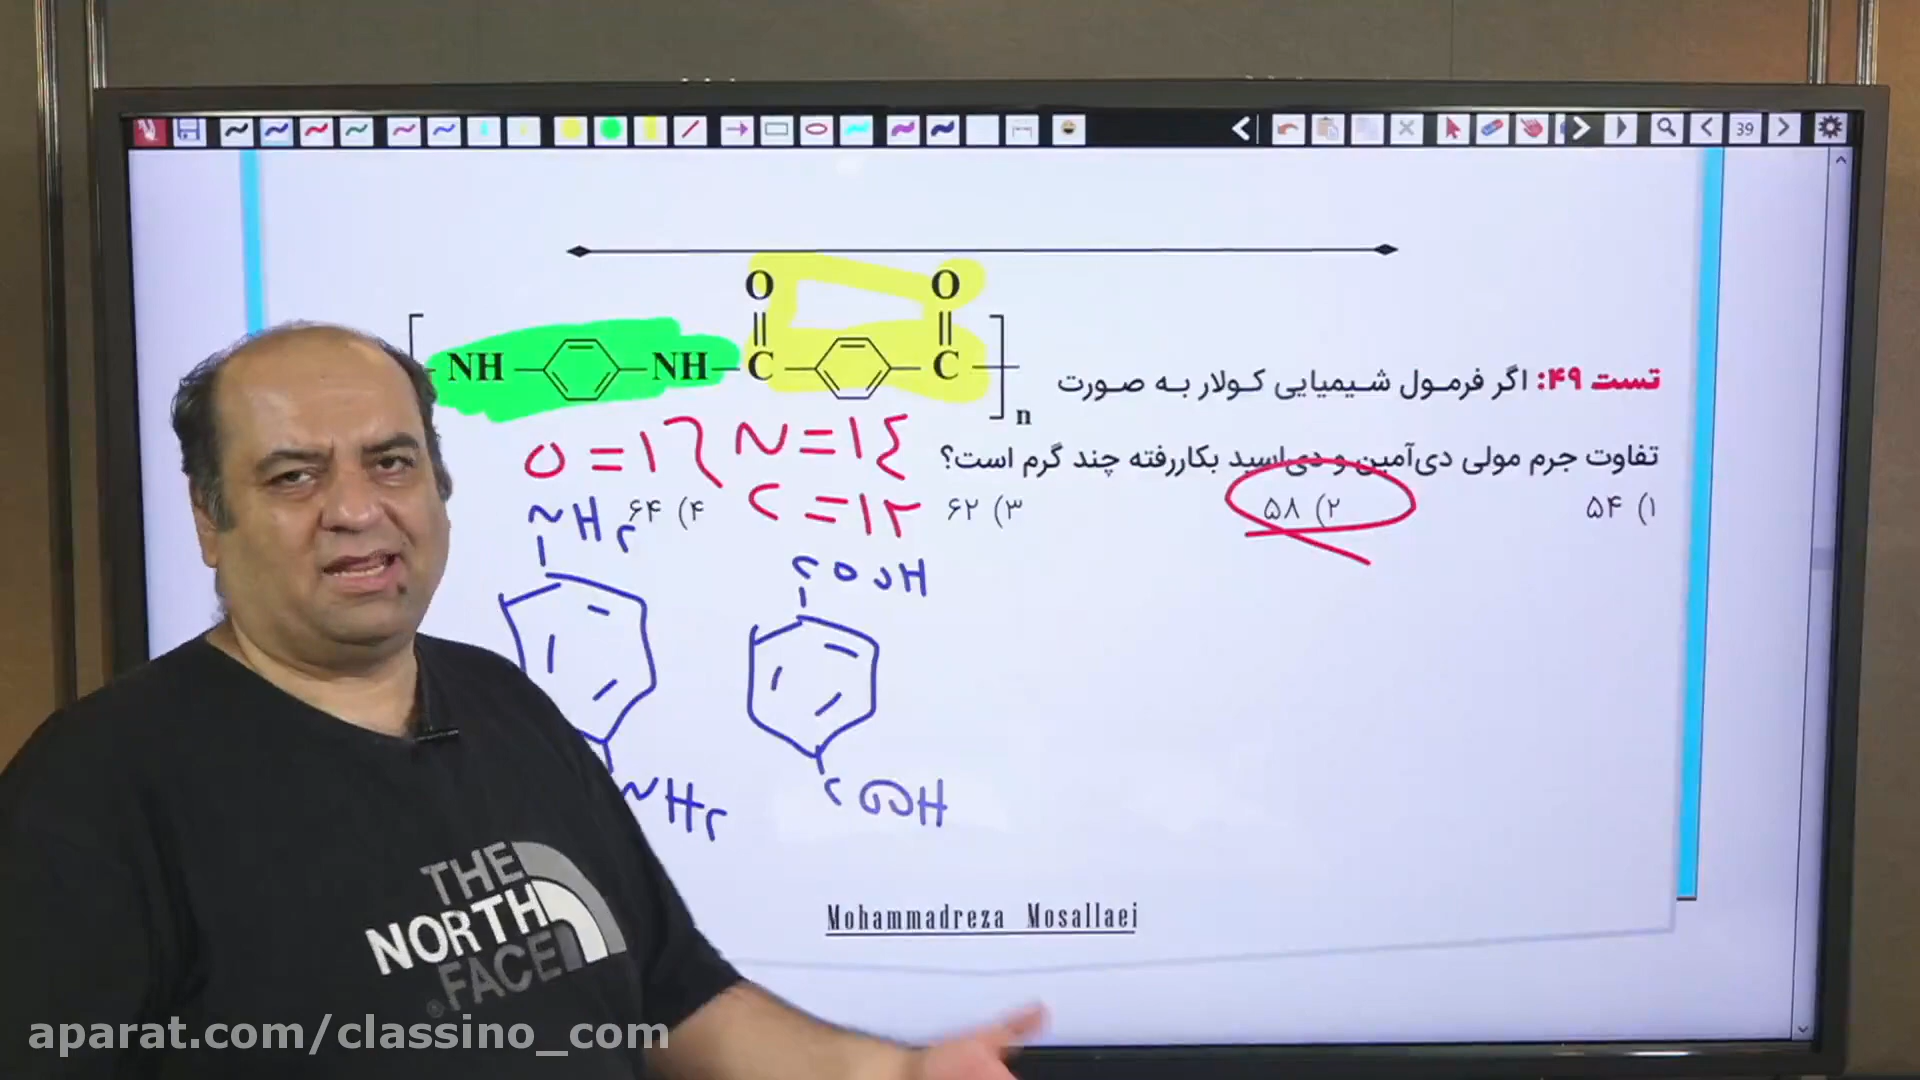 39
O O
NH NH C C
n
تست ۴۹: اگر فرمول شیمیایی کولار به صورت
تفاوت جرم مولی دی‌آمین و دی‌اسید بکاررفته چند گرم است؟
۱) ۵۴ ۲) ۵۸ ۳) ۶۲ ۴) ۶۴
O = ۱۶ N = ۱۴
C = ۱۲
NH۲
COOH
NH۲
COOH
Mohammadreza Mosallaei
THE
NORTH
FACE
aparat.com/classino_com